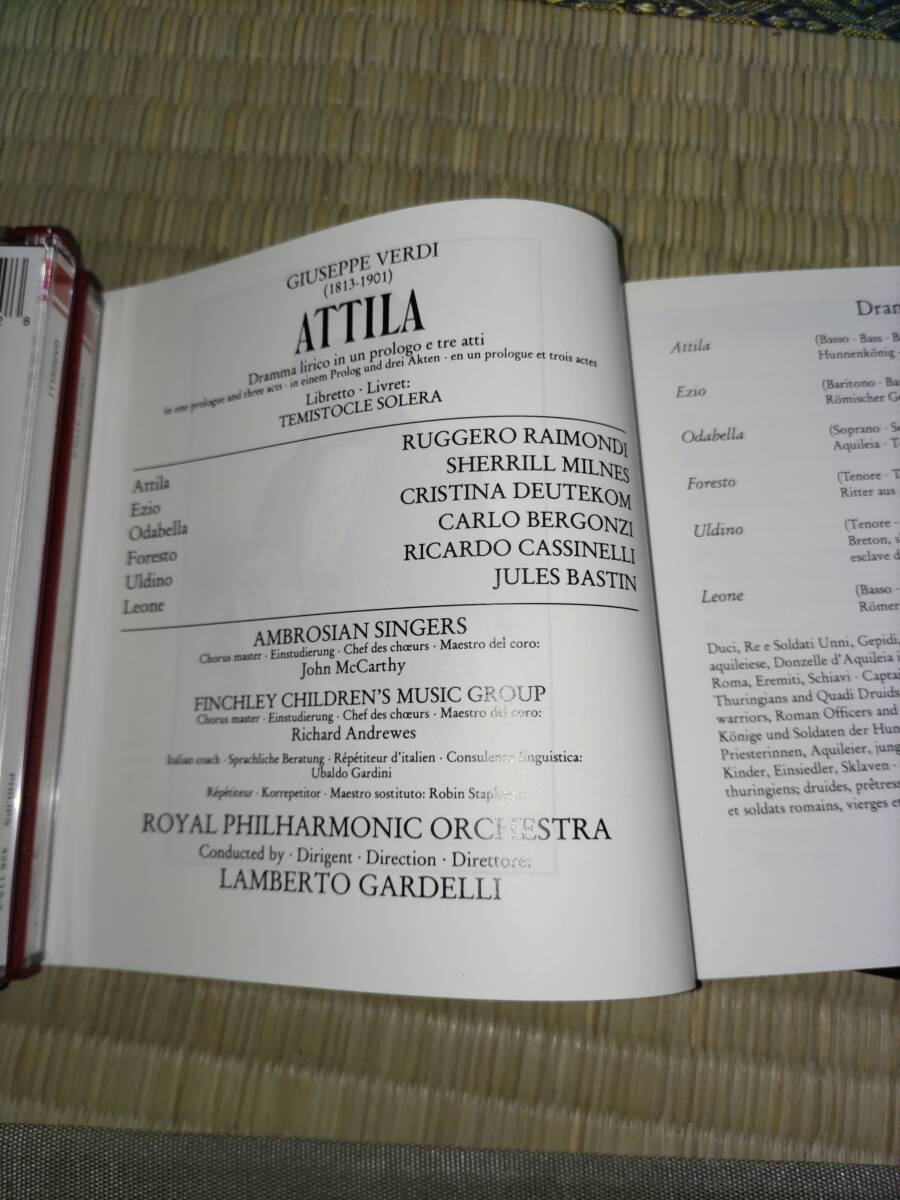 GIUSEPPE VERDI
(1813-1901)
ATTILA
Dramma lirico in un prologo e tre atti
in one prologue and three acts · in einem Prolog und drei Akten · en un prologue et trois actes
Libretto · Livret:
TEMISTOCLE SOLERA
Attila RUGGERO RAIMONDI
Ezio SHERRILL MILNES
Odabella CRISTINA DEUTEKOM
Foresto CARLO BERGONZI
Uldino RICARDO CASSINELLI
Leone JULES BASTIN
AMBROSIAN SINGERS
Chorus master · Einstudierung · Chef des chœurs · Maestro del coro:
John McCarthy
FINCHLEY CHILDREN'S MUSIC GROUP
Chorus master · Einstudierung · Chef des chœurs · Maestro del coro:
Richard Andrewes
Italian coach · Sprachliche Beratung · Répétiteur d'italien · Consulenza linguistica:
Ubaldo Gardini
Répétiteur · Korrepetitor · Maestro sostituto: Robin
ROYAL PHILHARMONIC ORCHESTRA
Conducted by · Dirigent · Direction · Direttore:
LAMBERTO GARDELLI
Attila (Basso · Bass · B
Hunnenkönig ·
Ezio (Baritono · Ba
Römischer Ge
Odabella (Soprano · So
Aquileia · T
Foresto (Tenore · T
Ritter aus
Uldino (Tenore ·
Breton, s
esclave d
Leone (Basso ·
Römer
Duci, Re e Soldati Unni, Gepidi,
aquileiese, Donzelle d'Aquileia
Roma, Eremiti, Schiavi · Captai
Thuringians and Quadi Druids
warriors, Roman Officers and
Könige und Soldaten der Hun
Priesterinnen, Aquileier, jung
Kinder, Einsiedler, Sklaven ·
thuringiens; druides, prêtress
et soldats romains, vierges et
GARDELLI
PHILIPS